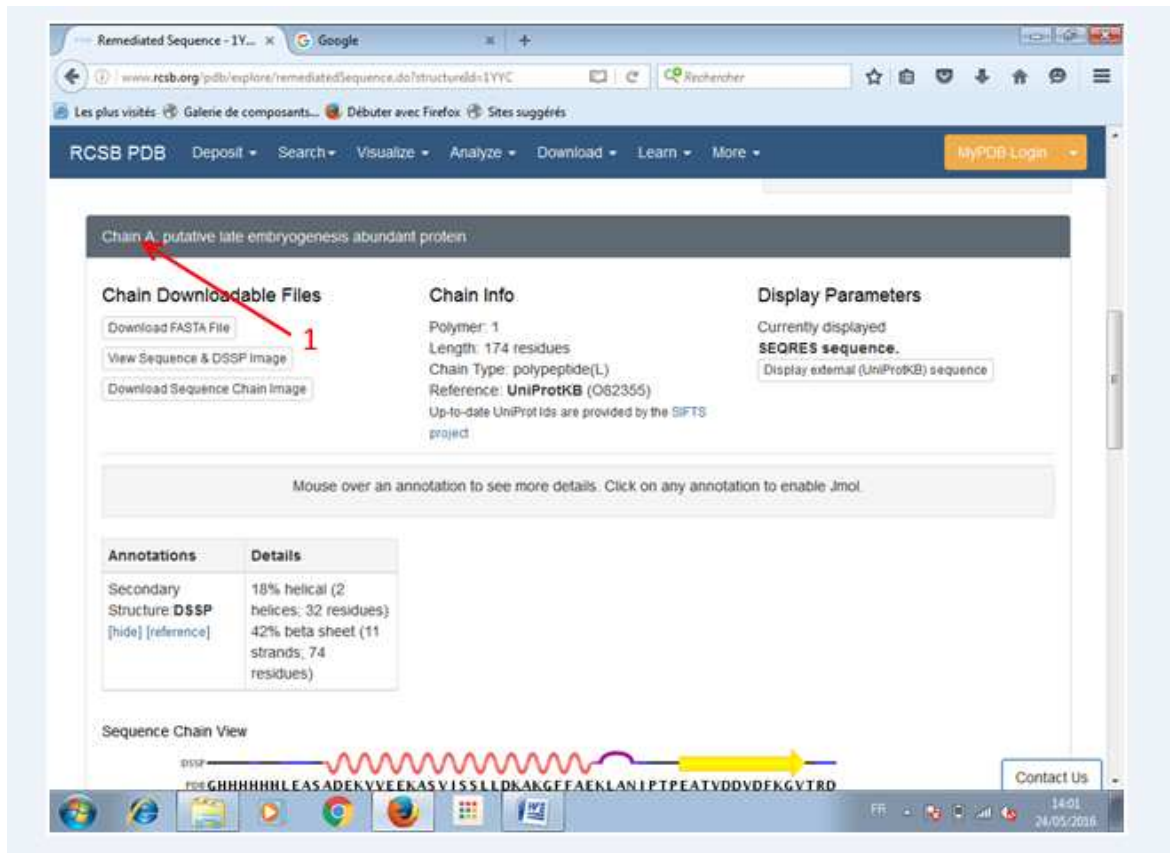 Remediated Sequence - 1Y... × Google × +
www.rcsb.org/pdb/explore/remediatedSequence.do?structureId=1YYC Rechercher
Les plus visités Galerie de composants... Débuter avec Firefox Sites suggérés
RCSB PDB Deposit Search Visualize Analyze Download Learn More MyPDB Login
Chain A, putative late embryogenesis abundant protein
1
Chain Downloadable Files
Download FASTA File
View Sequence & DSSP Image
Download Sequence Chain Image
Chain Info
Polymer: 1
Length: 174 residues
Chain Type: polypeptide(L)
Reference: UniProtKB (O82355)
Up-to-date UniProt Ids are provided by the SIFTS
project
Display Parameters
Currently displayed
SEQRES sequence.
Display external (UniProtKB) sequence
Mouse over an annotation to see more details. Click on any annotation to enable Jmol.
Annotations Details
Secondary
Structure:DSSP
[hide] [reference]
18% helical (2
helices; 32 residues)
42% beta sheet (11
strands; 74
residues)
Sequence Chain View
DSSP
PDB GHHHHHHLEASADEKVVEEKASVISSLLDKAKGFFAEKLANIPTPEATVDDVDFKGVTRD
Contact Us
FR 14:01
24/05/2016